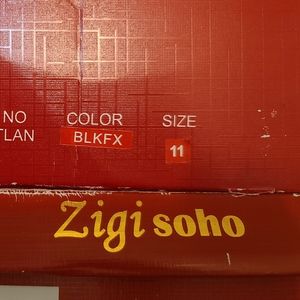 NO COLOR SIZE
TLAN BLKFX 11
Zigi soho